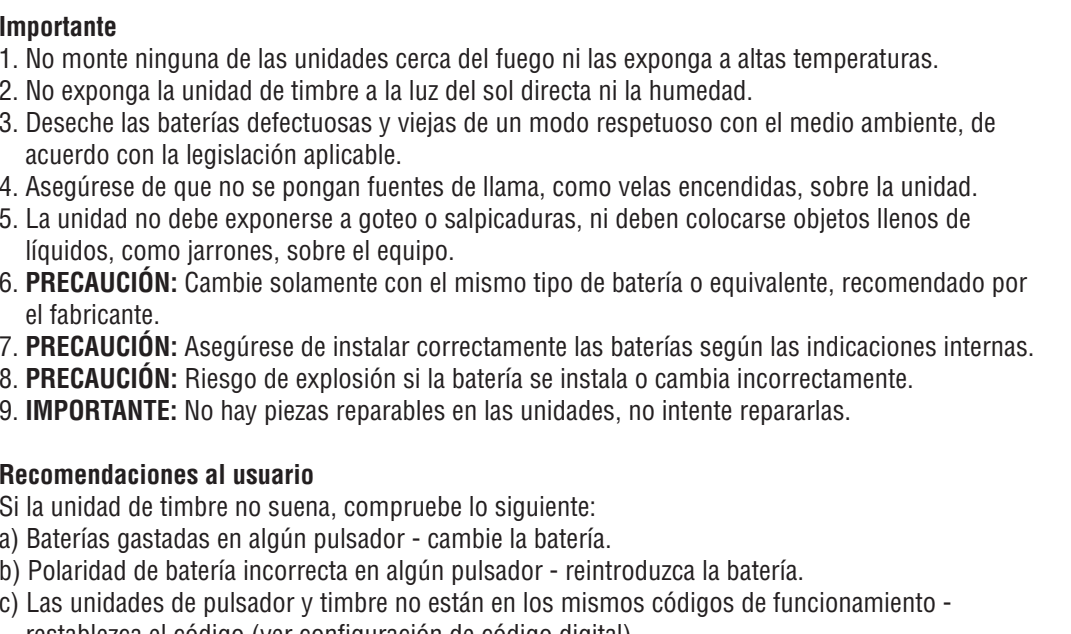 Importante
1. No monte ninguna de las unidades cerca del fuego ni las exponga a altas temperaturas.
2. No exponga la unidad de timbre a la luz del sol directa ni la humedad.
3. Deseche las baterías defectuosas y viejas de un modo respetuoso con el medio ambiente, de
acuerdo con la legislación aplicable.
4. Asegúrese de que no se pongan fuentes de llama, como velas encendidas, sobre la unidad.
5. La unidad no debe exponerse a goteo o salpicaduras, ni deben colocarse objetos llenos de
líquidos, como jarrones, sobre el equipo.
6. PRECAUCIÓN: Cambie solamente con el mismo tipo de batería o equivalente, recomendado por
el fabricante.
7. PRECAUCIÓN: Asegúrese de instalar correctamente las baterías según las indicaciones internas.
8. PRECAUCIÓN: Riesgo de explosión si la batería se instala o cambia incorrectamente.
9. IMPORTANTE: No hay piezas reparables en las unidades, no intente repararlas.
Recomendaciones al usuario
Si la unidad de timbre no suena, compruebe lo siguiente:
a) Baterías gastadas en algún pulsador - cambie la batería.
b) Polaridad de batería incorrecta en algún pulsador - reintroduzca la batería.
c) Las unidades de pulsador y timbre no están en los mismos códigos de funcionamiento -
restablezca el código (ver configuración de código digital)